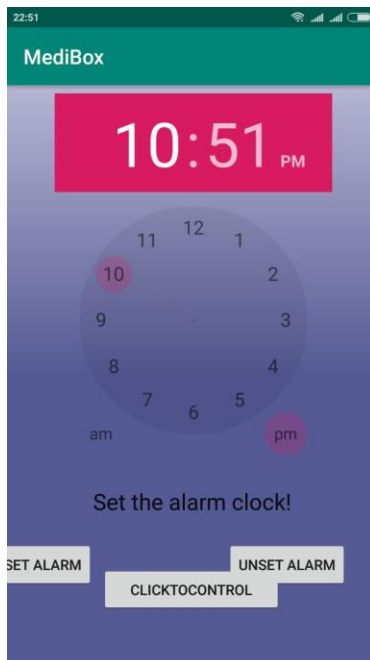 22:51
MediBox
10:51 PM
12
11 1
10 2
9 3
8 4
7 5
6
am pm
Set the alarm clock!
SET ALARM UNSET ALARM
CLICKTOCONTROL